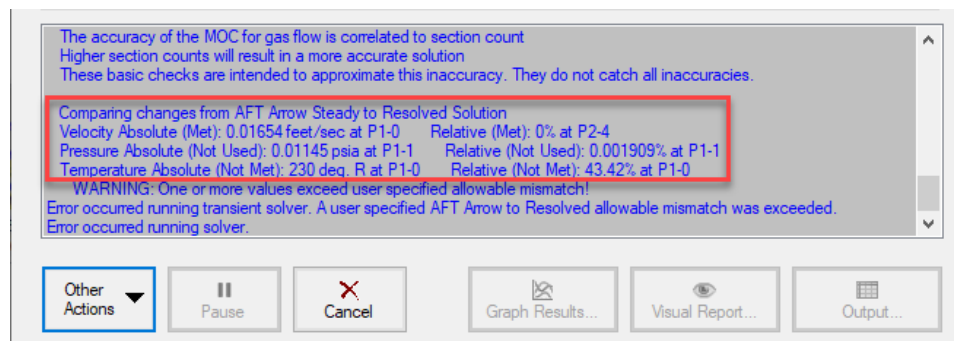 The accuracy of the MOC for gas flow is correlated to section count
Higher section counts will result in a more accurate solution
These basic checks are intended to approximate this inaccuracy. They do not catch all inaccuracies.
Comparing changes from AFT Arrow Steady to Resolved Solution
Velocity Absolute (Met): 0.01654 feet/sec at P1-0 Relative (Met): 0% at P2-4
Pressure Absolute (Not Used): 0.01145 psia at P1-1 Relative (Not Used): 0.001909% at P1-1
Temperature Absolute (Not Met): 230 deg. R at P1-0 Relative (Not Met): 43.42% at P1-0
WARNING: One or more values exceed user specified allowable mismatch!
Error occurred running transient solver. A user specified AFT Arrow to Resolved allowable mismatch was exceeded.
Error occurred running solver.
Other Actions
Pause
Cancel
Graph Results...
Visual Report...
Output...